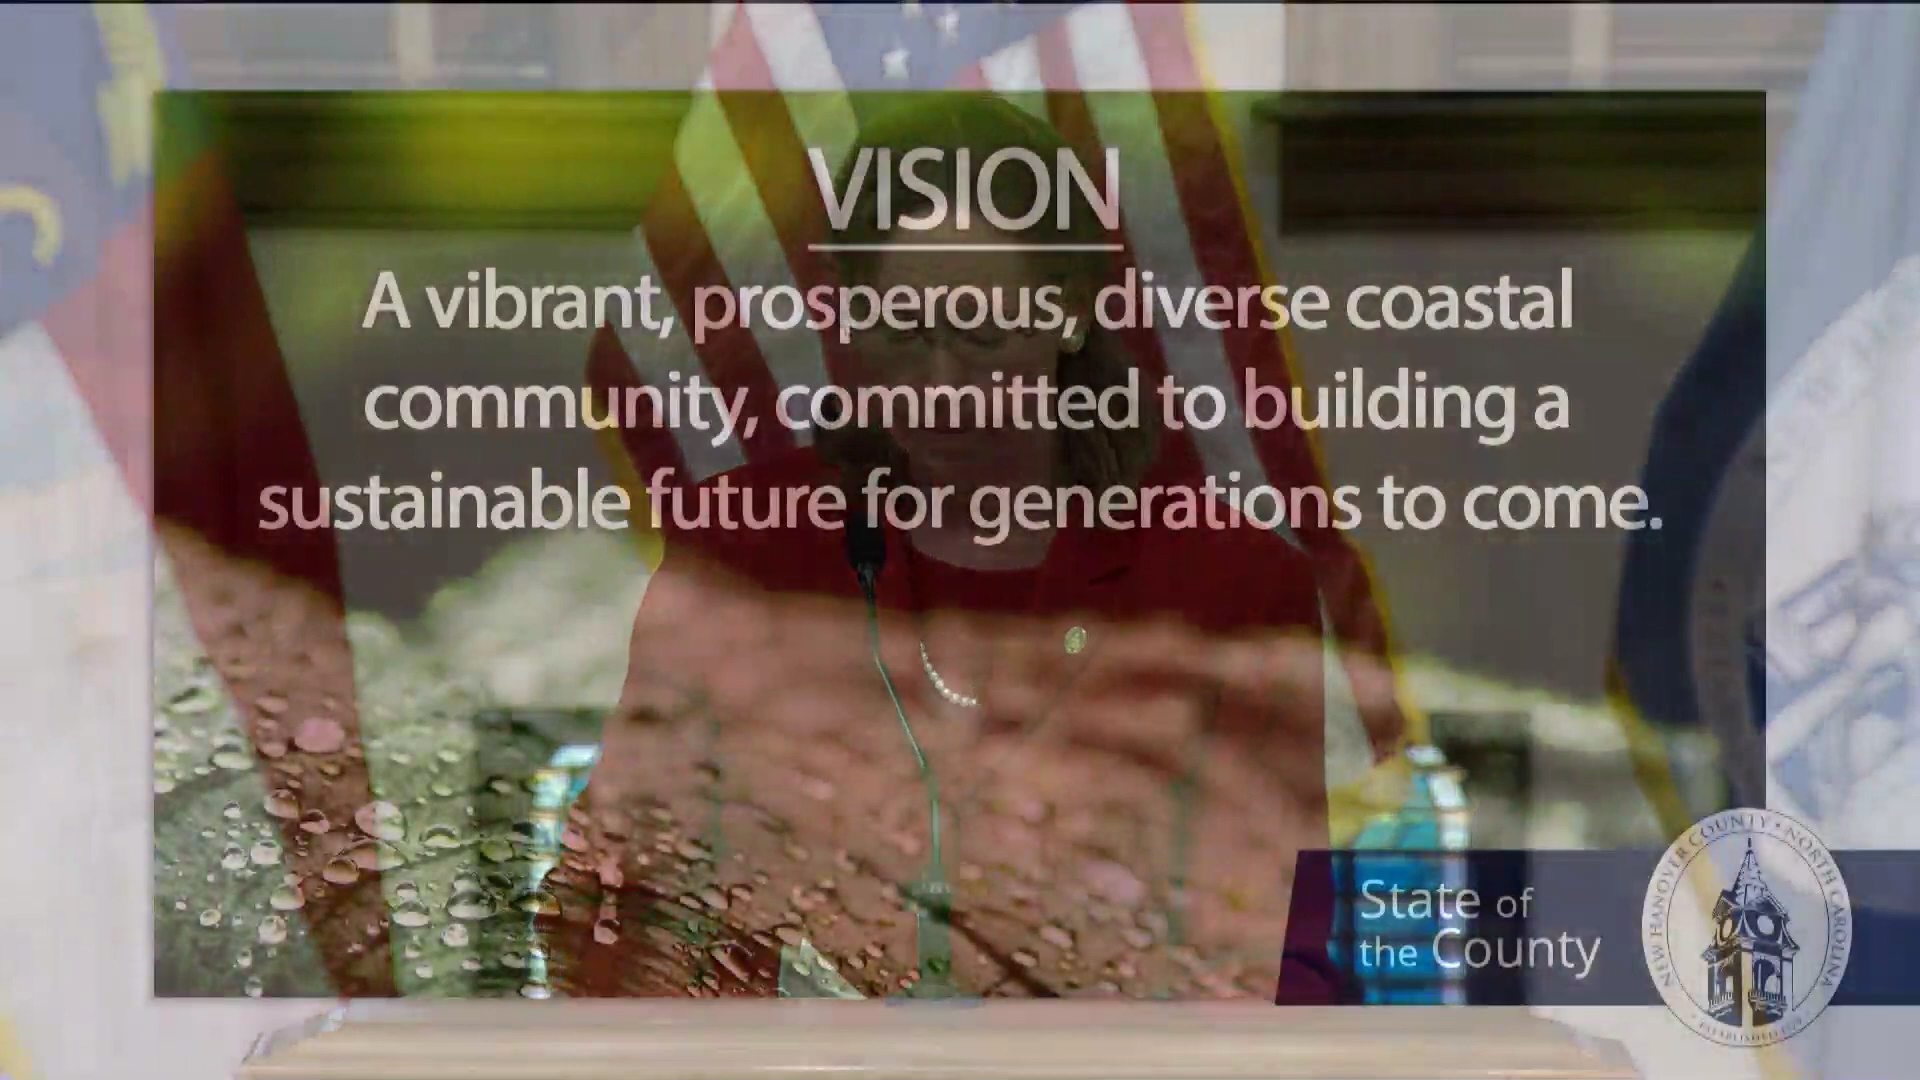 VISION
A vibrant, prosperous, diverse coastal
community, committed to building a
sustainable future for generations to come.
State of
the County
NEW HANOVER COUNTY • NORTH CAROLINA